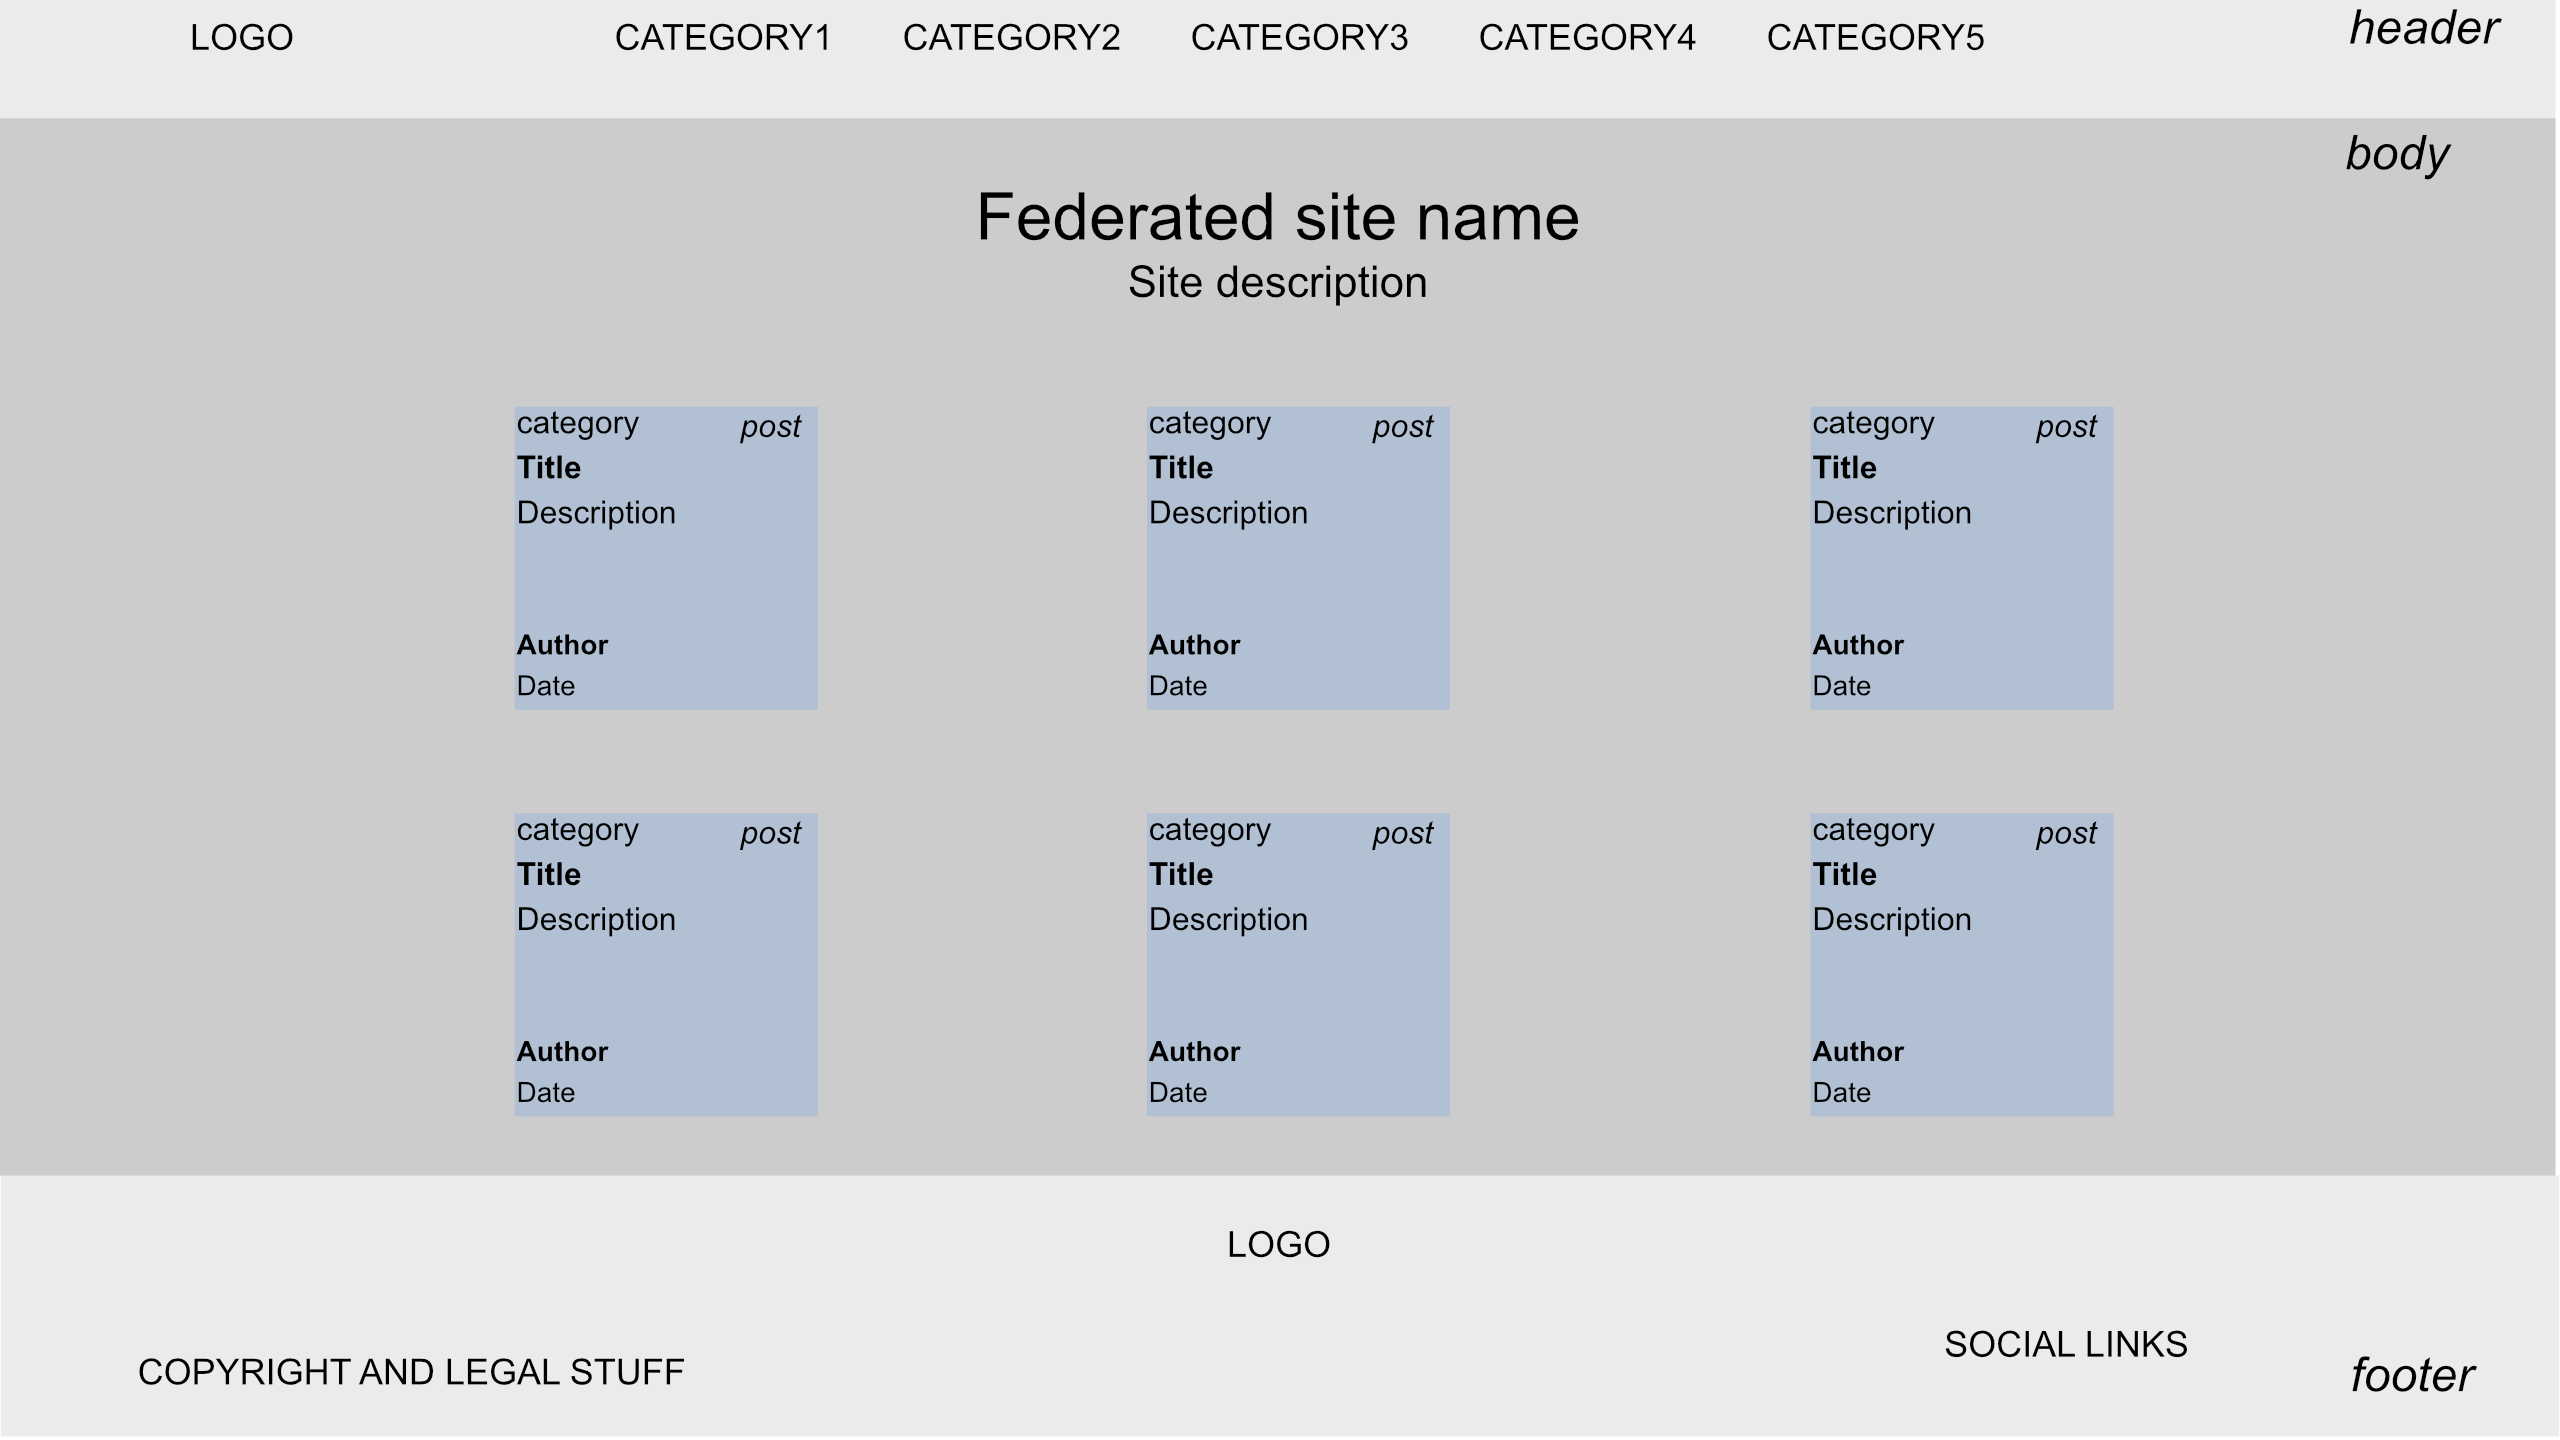 LOGO CATEGORY1 CATEGORY2 CATEGORY3 CATEGORY4 CATEGORY5 header
body
Federated site name
Site description
category post
Title
Description
Author
Date
category post
Title
Description
Author
Date
category post
Title
Description
Author
Date
category post
Title
Description
Author
Date
category post
Title
Description
Author
Date
category post
Title
Description
Author
Date
LOGO
COPYRIGHT AND LEGAL STUFF
SOCIAL LINKS
footer